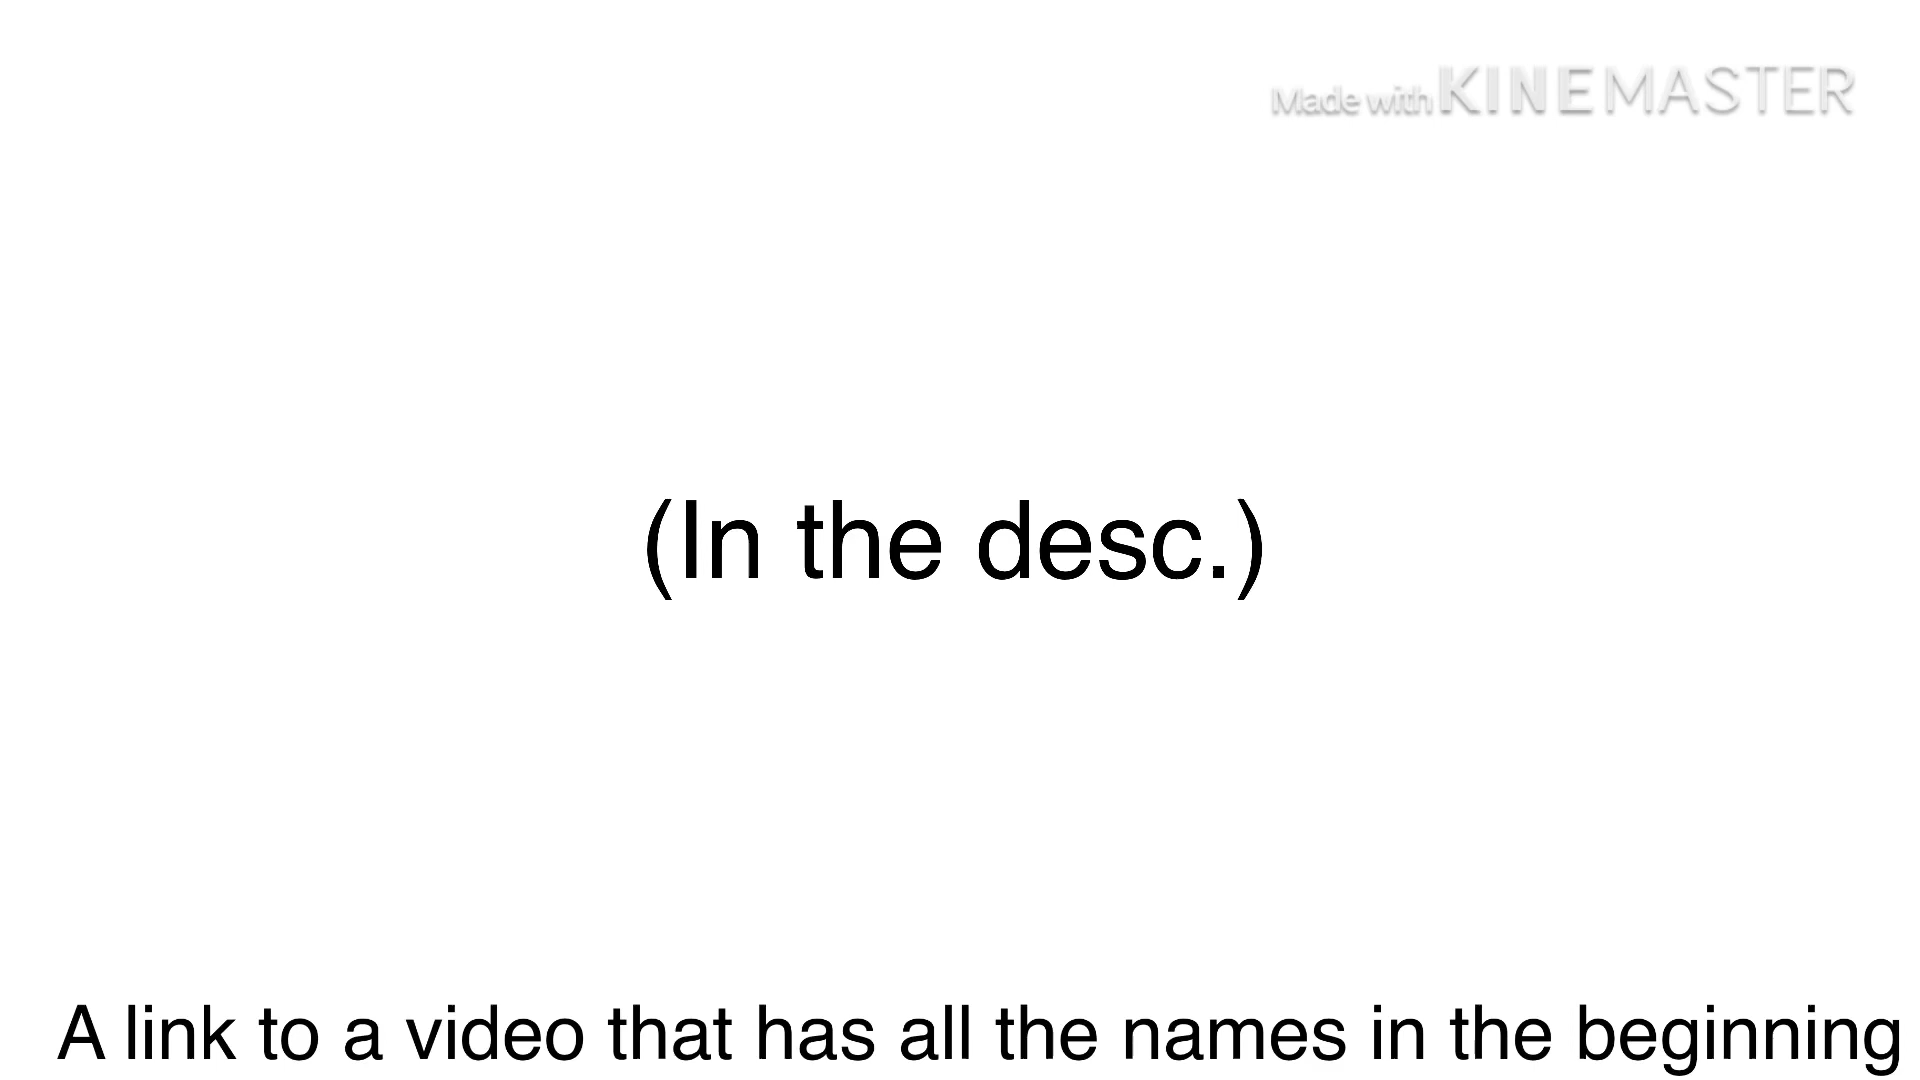 Made with KINEMASTER
(In the desc.)
A link to a video that has all the names in the beginning